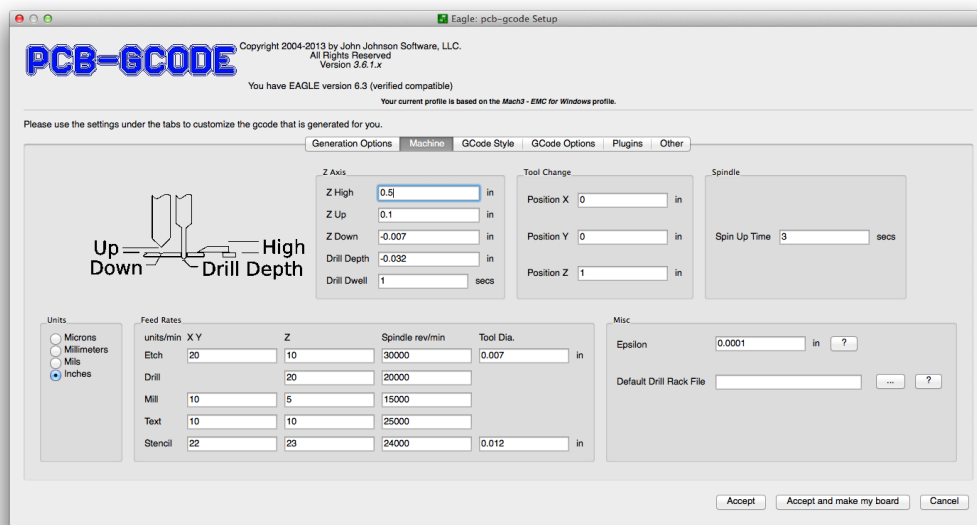 Eagle: pcb-gcode Setup
PCB-GCODE
Copyright 2004-2013 by John Johnson Software, LLC.
All Rights Reserved
Version 3.6.1.x
You have EAGLE version 6.3 (verified compatible)
Your current profile is based on the Mach3 - EMC for Windows profile.
Please use the settings under the tabs to customize the gcode that is generated for you.
Generation Options Machine GCode Style GCode Options Plugins Other
Z Axis
Z High 0.5 in
Z Up 0.1 in
Z Down -0.007 in
Drill Depth -0.032 in
Drill Dwell 1 secs
Tool Change
Position X 0 in
Position Y 0 in
Position Z 1 in
Spindle
Spin Up Time 3 secs
Up High
Down Drill Depth
Units
Microns
Millimeters
Mils
Inches
Feed Rates
units/min X Y Z Spindle rev/min Tool Dia.
Etch 20 10 30000 0.007 in
Drill 20 20000
Mill 10 5 15000
Text 10 10 25000
Stencil 22 23 24000 0.012 in
Misc
Epsilon 0.0001 in ?
Default Drill Rack File ... ?
Accept Accept and make my board Cancel